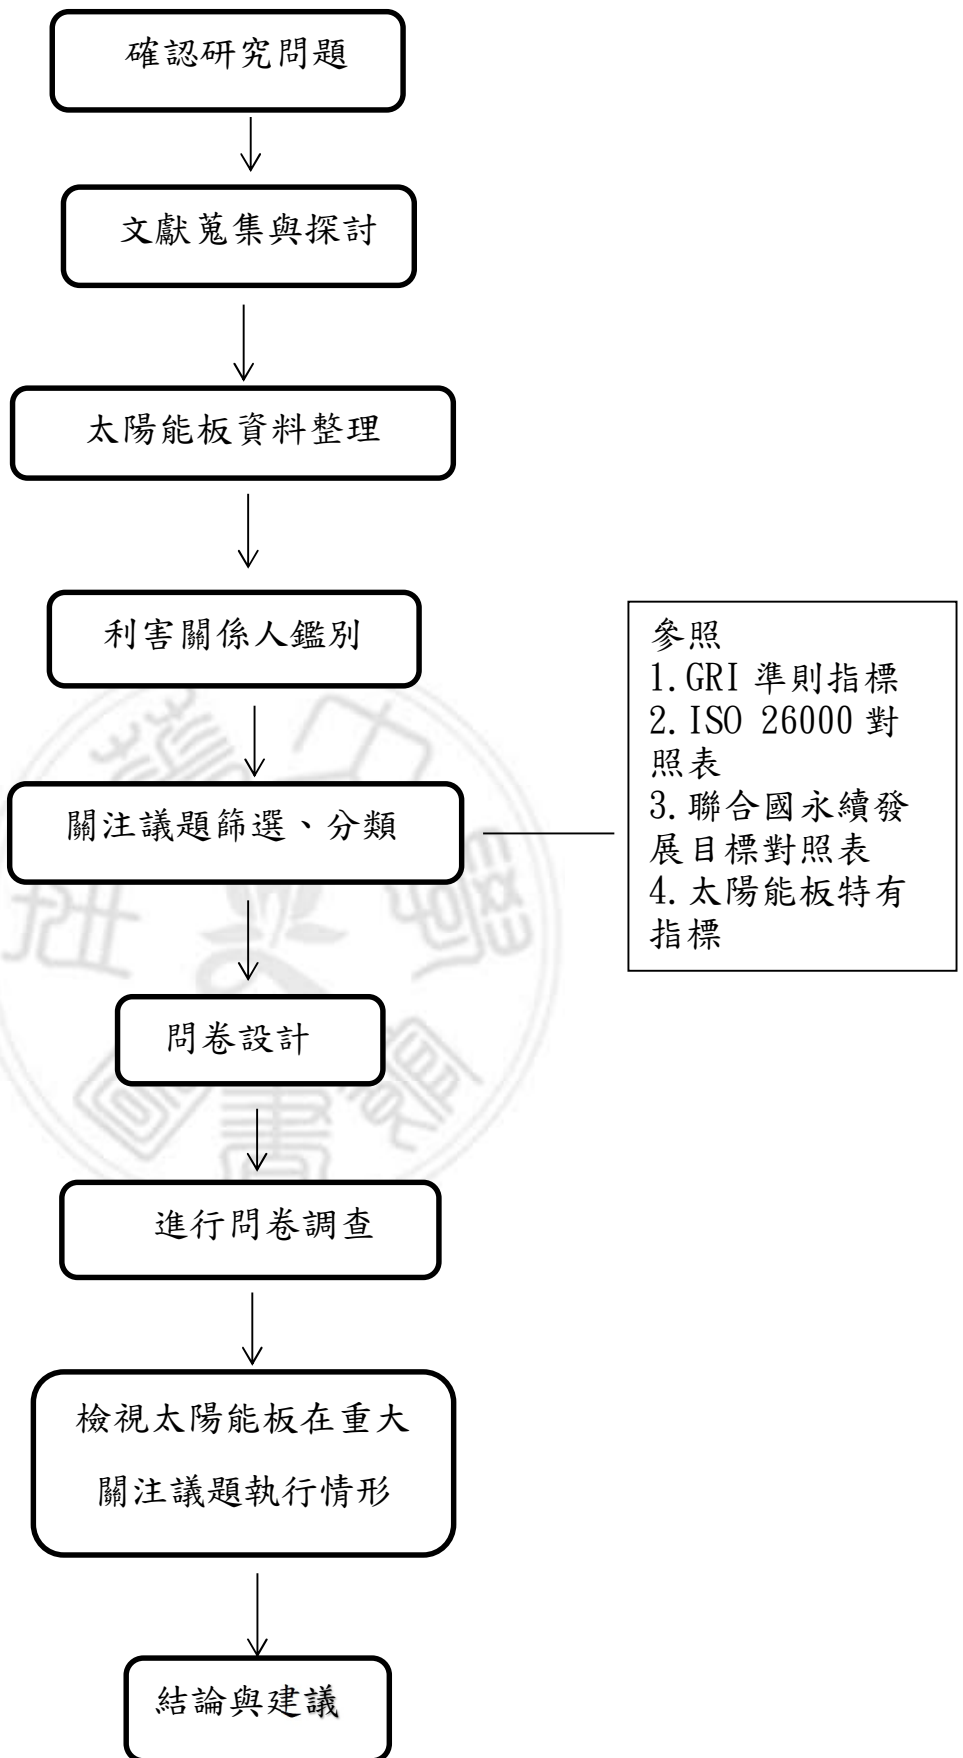 確認研究問題
文獻蒐集與探討
太陽能板資料整理
利害關係人鑑別
關注議題篩選、分類
參照
1.GRI 準則指標
2.ISO 26000 對
照表
3.聯合國永續發
展目標對照表
4.太陽能板特有
指標
問卷設計
進行問卷調查
檢視太陽能板在重大
關注議題執行情形
結論與建議